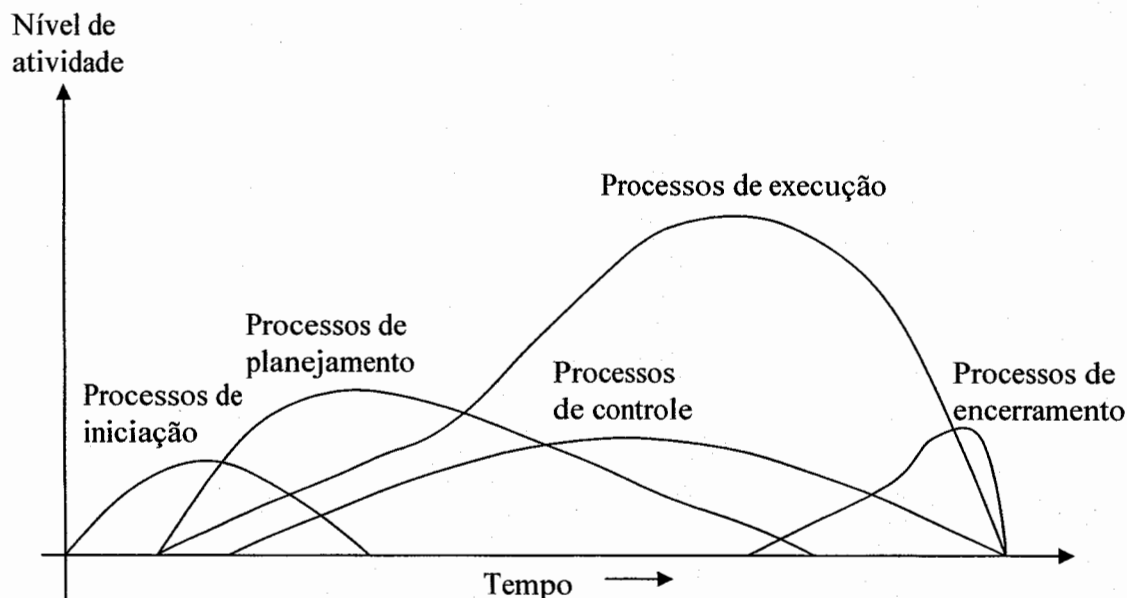 Nível de
atividade
Processos de execução
Processos de
planejamento
Processos
de controle
Processos de
encerramento
Processos de
iniciação
Tempo